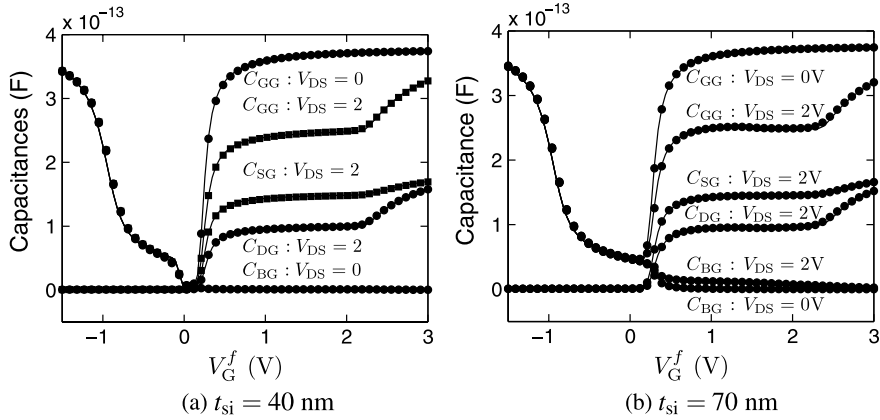 × 10⁻¹³
4
3
2
1
0
Capacitances (F)
C_GG : V_DS = 0
C_GG : V_DS = 2
C_SG : V_DS = 2
C_DG : V_DS = 2
C_BG : V_DS = 0
−1 0 1 2 3
V_G^f (V)
(a) t_si = 40 nm
× 10⁻¹³
4
3
2
1
0
Capacitance (F)
C_GG : V_DS = 0V
C_GG : V_DS = 2V
C_SG : V_DS = 2V
C_DG : V_DS = 2V
C_BG : V_DS = 2V
C_BG : V_DS = 0V
−1 0 1 2 3
V_G^f (V)
(b) t_si = 70 nm